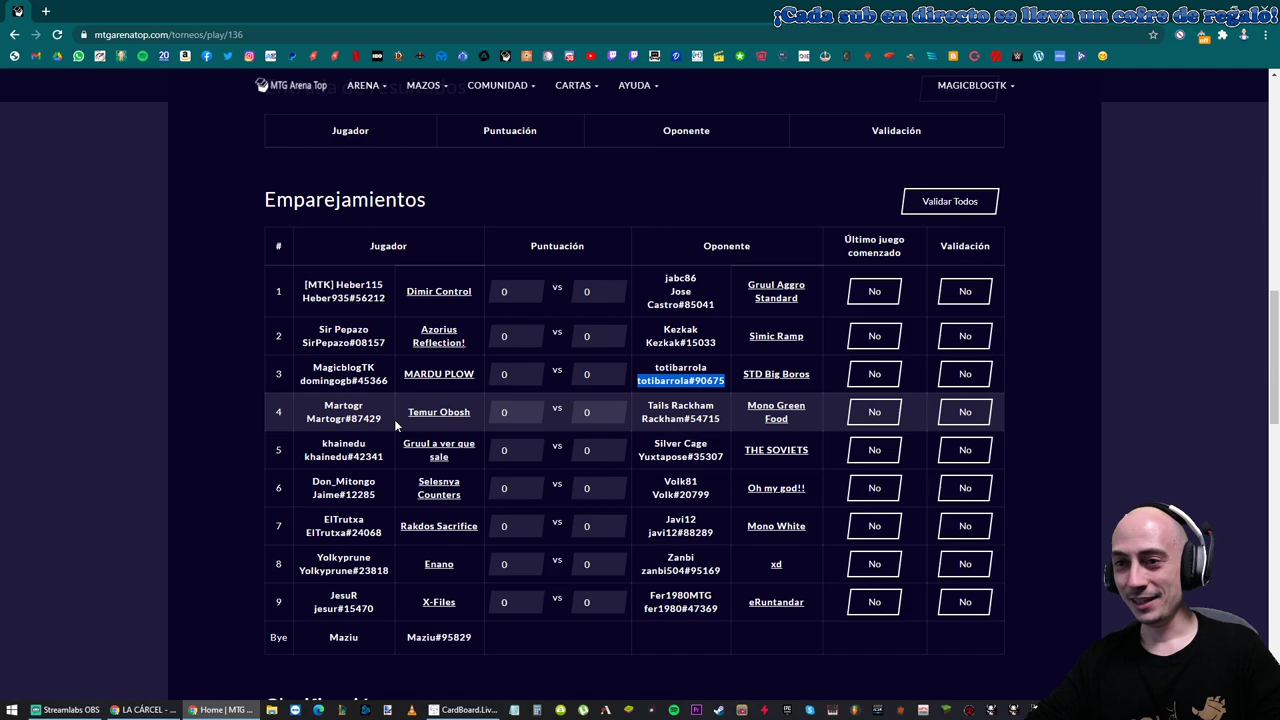 ¡Cada sub en directo se lleva un cofre de regalo!
mtgarenatop.com/torneos/play/136
MTG Arena Top ARENA MAZOS COMUNIDAD CARTAS AYUDA MAGICBLOGTK
Jugador Puntuación Oponente Validación
Emparejamientos Validar Todos
# Jugador Puntuación Oponente Último juego comenzado Validación
1 [MTK] Heber115 Heber935#56212 Dimir Control 0 vs 0 jabc86 Jose Castro#85041 Gruul Aggro Standard No No
2 Sir Pepazo SirPepazo#08157 Azorius Reflection! 0 vs 0 Kezkak Kezkak#15033 Simic Ramp No No
3 MagicblogTK domingogb#45366 MARDU PLOW 0 vs 0 totibarrola totibarrola#90675 STD Big Boros No No
4 Martogr Martogr#87429 Temur Obosh 0 vs 0 Tails Rackham Rackham#54715 Mono Green Food No No
5 khainedu khainedu#42341 Gruul a ver que sale 0 vs 0 Silver Cage Yuxtapose#35307 THE SOVIETS No No
6 Don_Mitongo Jaime#12285 Selesnya Counters 0 vs 0 Volk81 Volk#20799 Oh my god!! No No
7 ElTrutxa ElTrutxa#24068 Rakdos Sacrifice 0 vs 0 Javi12 javi12#88289 Mono White No No
8 Yolkyprune Yolkyprune#23818 Enano 0 vs 0 Zanbi zanbi504#95169 xd No No
9 JesuR jesur#15470 X-Files 0 vs 0 Fer1980MTG fer1980#47369 eRuntandar No No
Bye Maziu Maziu#95829
Streamlabs OBS LA CÁRCEL - ... Home | MTG ... CardBoard.Liv...